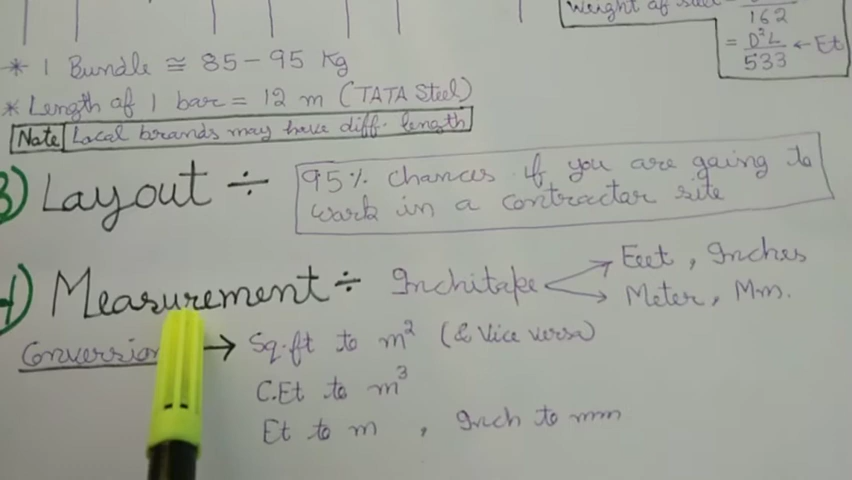 Weight of steel =
162
= D²L ← Ft
533
* 1 Bundle ≅ 85 – 95 Kg
* Length of 1 bar = 12 m (TATA Steel)
Note Local brands may have diff. length
3) Layout ÷ 95% chances if you are going to
work in a contractor site
4) Measurement ÷ Inchitape
Feet, Inches
Meter, Mm.
Conversion → Sq.ft to m² (& Vice versa)
C.Ft to m³
Ft to m , Inch to mm